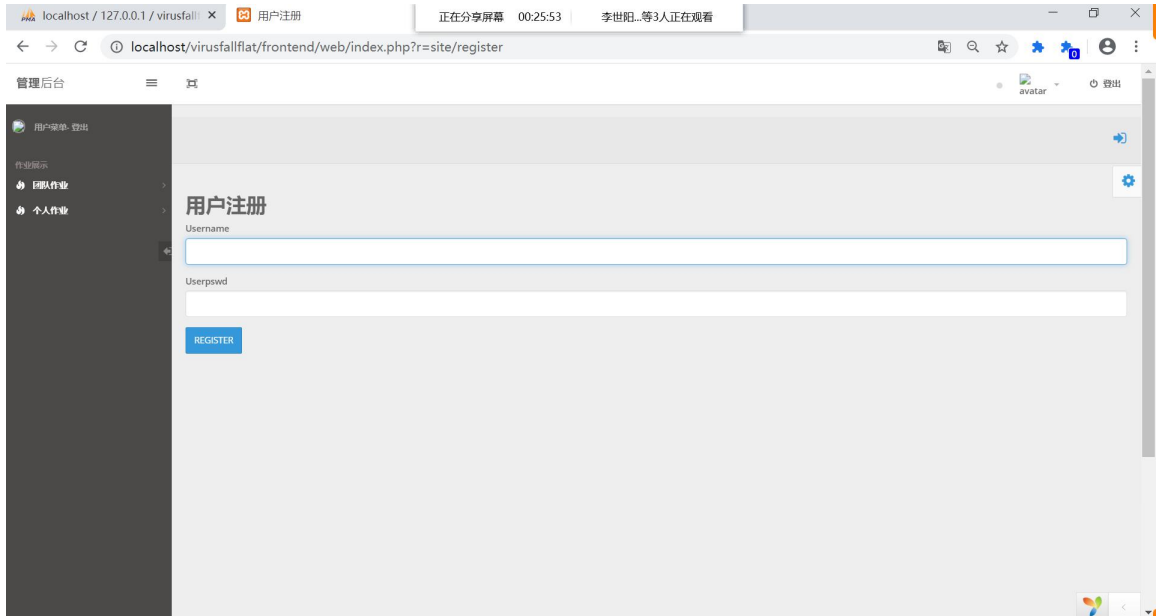 localhost / 127.0.0.1 / virusfall
用户注册
正在分享屏幕 00:25:53 李世阳...等3人正在观看
localhost/virusfallflat/frontend/web/index.php?r=site/register
0
管理后台
avatar
登出
用户菜单- 登出
作业展示
团队作业
个人作业
用户注册
Username
Userpswd
REGISTER